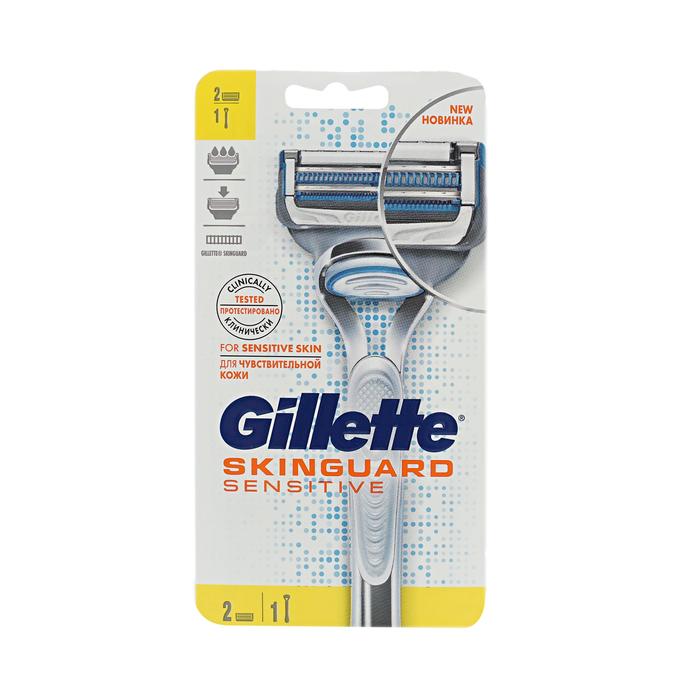 2
1
NEW
НОВИНКА
GILLETTE® SKINGUARD
CLINICALLY
TESTED
ПРОТЕСТИРОВАНО
КЛИНИЧЕСКИ
FOR SENSITIVE SKIN
ДЛЯ ЧУВСТВИТЕЛЬНОЙ
КОЖИ
Gillette
Gillette®
SKINGUARD
SENSITIVE
2 1